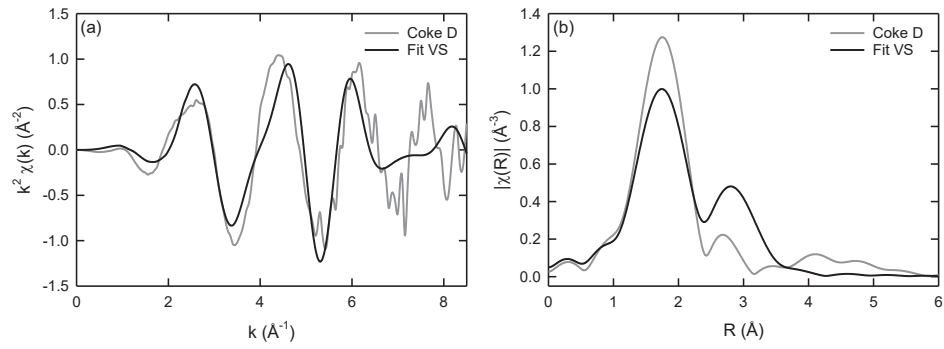 (a)
Coke D
Fit VS
1.5
1.0
0.5
0.0
-0.5
-1.0
-1.5
k² χ(k) (Å⁻²)
0 2 4 6 8
k (Å⁻¹)
(b)
Coke D
Fit VS
1.4
1.2
1.0
0.8
0.6
0.4
0.2
0.0
|χ(R)| (Å⁻³)
0 1 2 3 4 5 6
R (Å)